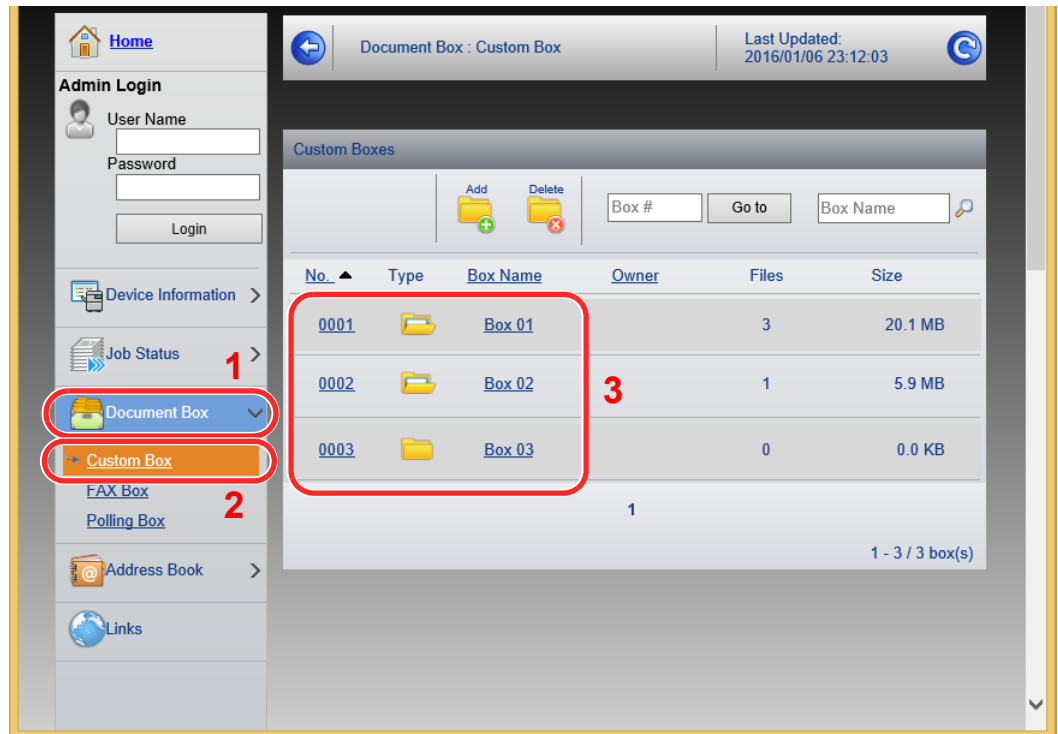 Home
Document Box : Custom Box
Last Updated:
2016/01/06 23:12:03
Admin Login
User Name
Password
Login
Device Information
Job Status
1
Document Box
Custom Box
FAX Box
2
Polling Box
Address Book
@
Links
Custom Boxes
Add Delete
Box # Go to Box Name
No. ▲ Type Box Name Owner Files Size
0001 Box 01 3 20.1 MB
0002 Box 02 1 5.9 MB
3
0003 Box 03 0 0.0 KB
1
1 - 3 / 3 box(s)